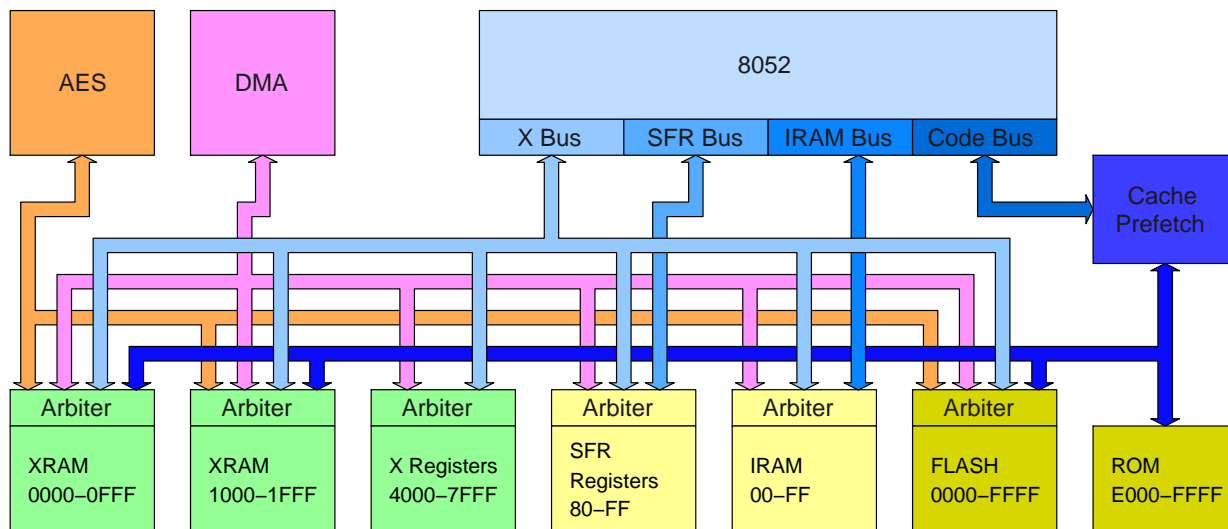 AES
DMA
8052
X Bus
SFR Bus
IRAM Bus
Code Bus
Cache
Prefetch
Arbiter
Arbiter
Arbiter
Arbiter
Arbiter
Arbiter
XRAM
0000–0FFF
XRAM
1000–1FFF
X Registers
4000–7FFF
SFR
Registers
80–FF
IRAM
00–FF
FLASH
0000–FFFF
ROM
E000–FFFF